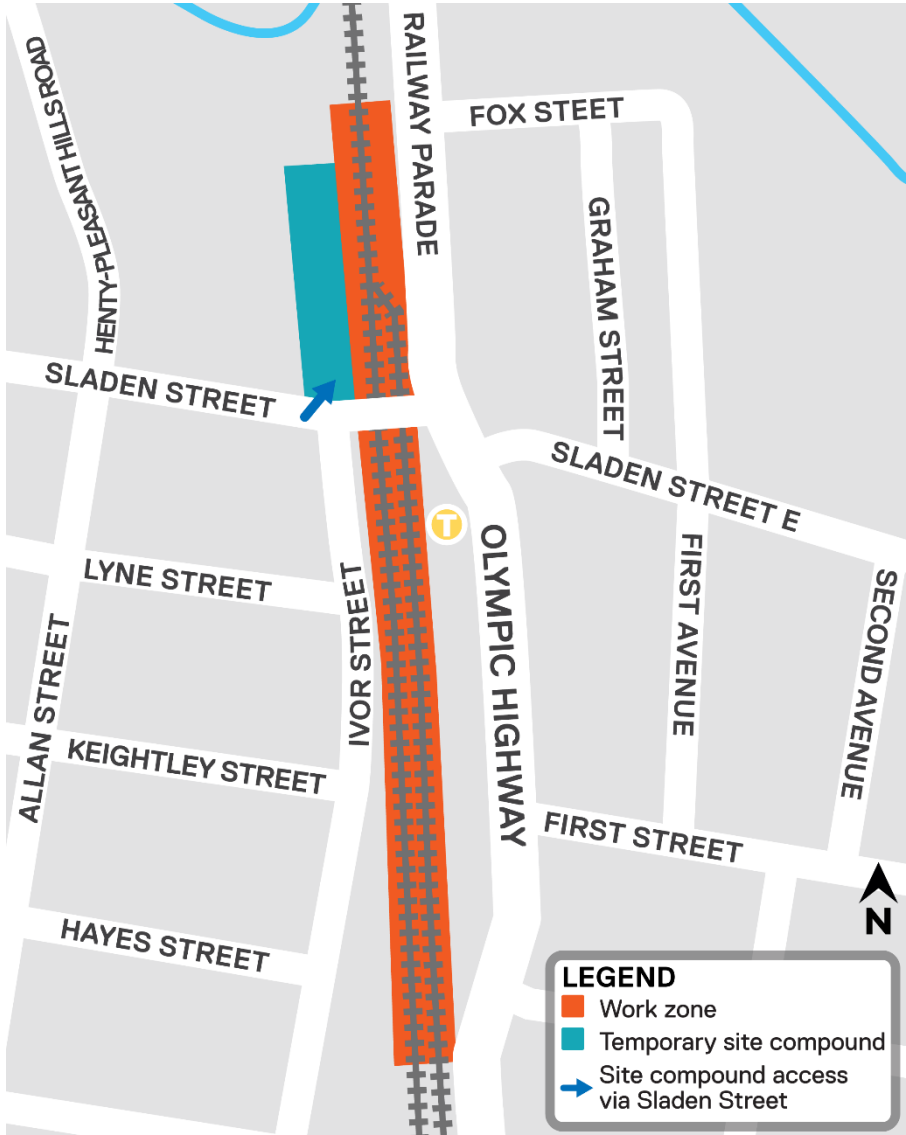 RAILWAY PARADE
FOX STEET
HENTY-PLEASANT HILLS ROAD
GRAHAM STREET
SLADEN STREET
SLADEN STREET E
T
OLYMPIC HIGHWAY
LYNE STREET
IVOR STREET
FIRST AVENUE
SECOND AVENUE
ALLAN STREET
KEIGHTLEY STREET
FIRST STREET
N
HAYES STREET
LEGEND
Work zone
Temporary site compound
Site compound access
via Sladen Street